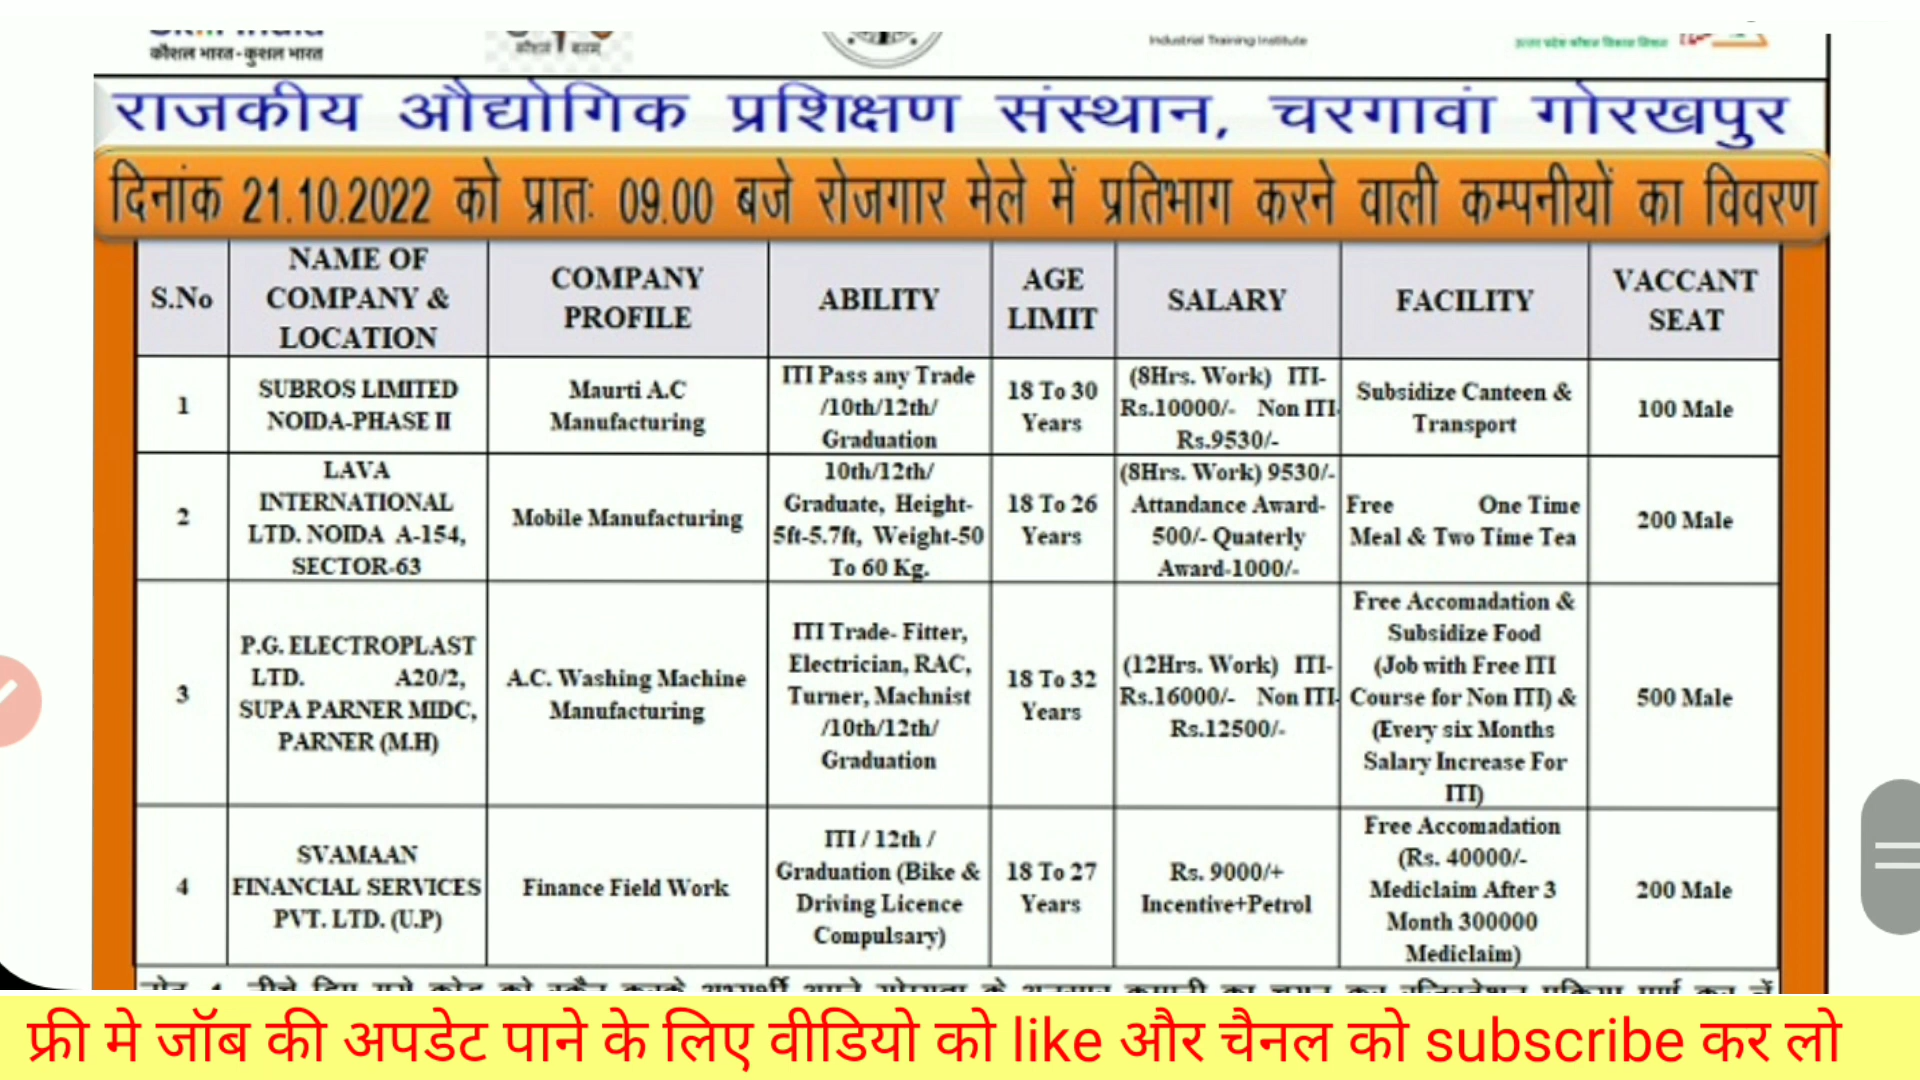 कौशल भारत-कुशल भारत
Industrial Training Institute
राजकीय औद्योगिक प्रशिक्षण संस्थान, चरगावां गोरखपुर
दिनांक 21.10.2022 को प्रातः 09.00 बजे रोजगार मेले में प्रतिभाग करने वाली कम्पनीयों का विवरण
S.No
NAME OF
COMPANY &
LOCATION
COMPANY
PROFILE
ABILITY
AGE
LIMIT
SALARY
FACILITY
VACCANT
SEAT
1
SUBROS LIMITED
NOIDA-PHASE II
Maurti A.C
Manufacturing
ITI Pass any Trade
/10th/12th/
Graduation
18 To 30
Years
(8Hrs. Work) ITI-
Rs.10000/- Non ITI-
Rs.9530/-
Subsidize Canteen &
Transport
100 Male
2
LAVA
INTERNATIONAL
LTD. NOIDA A-154,
SECTOR-63
Mobile Manufacturing
10th/12th/
Graduate, Height-
5ft-5.7ft, Weight-50
To 60 Kg.
18 To 26
Years
(8Hrs. Work) 9530/-
Attandance Award-
500/- Quaterly
Award-1000/-
Free One Time
Meal & Two Time Tea
200 Male
3
P.G. ELECTROPLAST
LTD. A20/2,
SUPA PARNER MIDC,
PARNER (M.H)
A.C. Washing Machine
Manufacturing
ITI Trade- Fitter,
Electrician, RAC,
Turner, Machnist
/10th/12th/
Graduation
18 To 32
Years
(12Hrs. Work) ITI-
Rs.16000/- Non ITI-
Rs.12500/-
Free Accomadation &
Subsidize Food
(Job with Free ITI
Course for Non ITI) &
(Every six Months
Salary Increase For
ITI)
500 Male
4
SVAMAAN
FINANCIAL SERVICES
PVT. LTD. (U.P)
Finance Field Work
ITI / 12th /
Graduation (Bike &
Driving Licence
Compulsary)
18 To 27
Years
Rs. 9000/+
Incentive+Petrol
Free Accomadation
(Rs. 40000/-
Mediclaim After 3
Month 300000
Mediclaim)
200 Male
फ्री मे जॉब की अपडेट पाने के लिए वीडियो को like और चैनल को subscribe कर लो